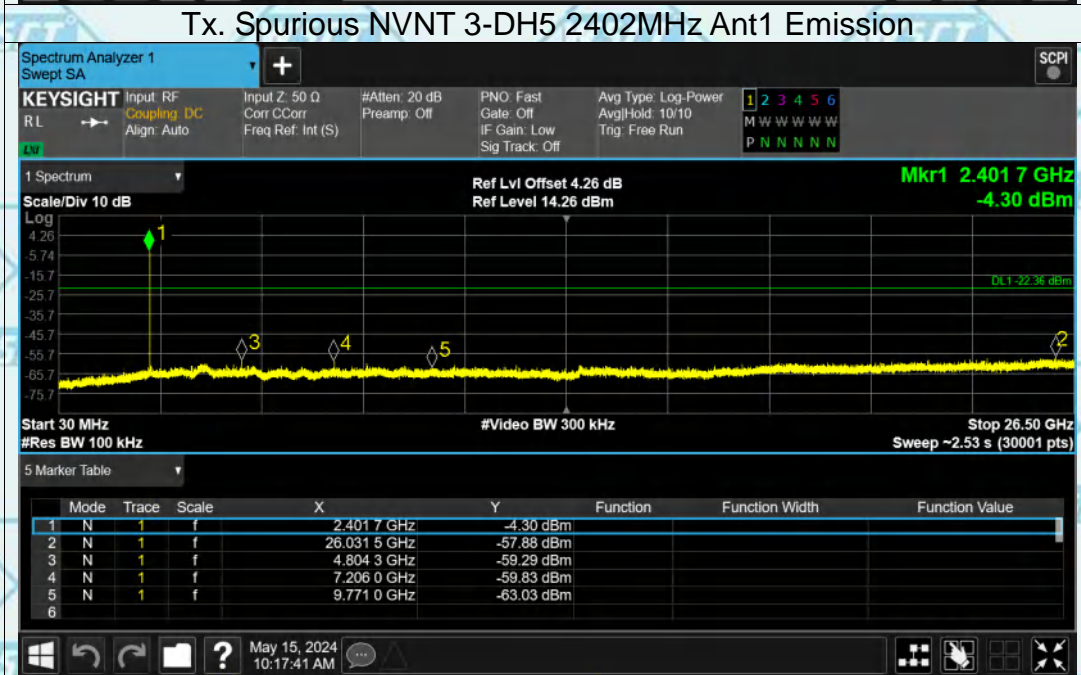 Tx. Spurious NVNT 3-DH5 2402MHz Ant1 Emission
Spectrum Analyzer 1
Swept SA
+
SCPI
KEYSIGHT
RL
LXI
Input: RF
Coupling: DC
Align: Auto
Input Z: 50 Ω
Corr CCorr
Freq Ref: Int (S)
#Atten: 20 dB
Preamp: Off
PNO: Fast
Gate: Off
IF Gain: Low
Sig Track: Off
Avg Type: Log-Power
Avg|Hold: 10/10
Trig: Free Run
1 2 3 4 5 6
M W W W W W
P N N N N N
1 Spectrum
Scale/Div 10 dB
Ref Lvl Offset 4.26 dB
Ref Level 14.26 dBm
Mkr1 2.401 7 GHz
-4.30 dBm
Log
4.26
-5.74
-15.7
-25.7
-35.7
-45.7
-55.7
-65.7
-75.7
1
DL1 -22.36 dBm
3
4
5
2
Start 30 MHz
#Res BW 100 kHz
#Video BW 300 kHz
Stop 26.50 GHz
Sweep ~2.53 s (30001 pts)
5 Marker Table
Mode Trace Scale X Y Function Function Width Function Value
1 N 1 f 2.401 7 GHz -4.30 dBm
2 N 1 f 26.031 5 GHz -57.88 dBm
3 N 1 f 4.804 3 GHz -59.29 dBm
4 N 1 f 7.206 0 GHz -59.83 dBm
5 N 1 f 9.771 0 GHz -63.03 dBm
6
?
May 15, 2024
10:17:41 AM